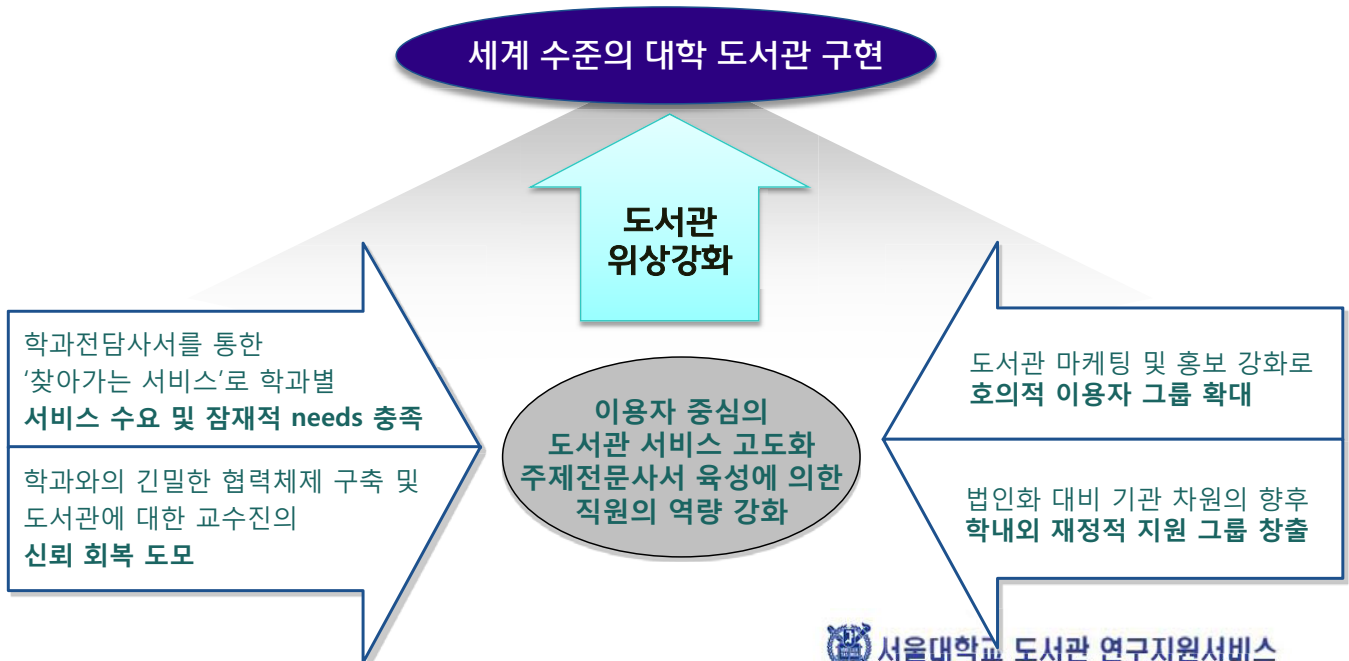 세계 수준의 대학 도서관 구현
도서관
위상강화
학과전담사서를 통한
‘찾아가는 서비스’로 학과별
서비스 수요 및 잠재적 needs 충족
학과와의 긴밀한 협력체제 구축 및
도서관에 대한 교수진의
신뢰 회복 도모
이용자 중심의
도서관 서비스 고도화
주제전문사서 육성에 의한
직원의 역량 강화
도서관 마케팅 및 홍보 강화로
호의적 이용자 그룹 확대
법인화 대비 기관 차원의 향후
학내외 재정적 지원 그룹 창출
서울대학교 도서관 연구지원서비스